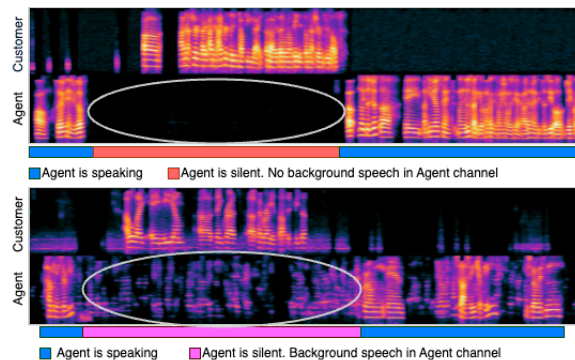 Customer
Agent
Agent is speaking
Agent is silent. No background speech in Agent channel
Customer
Agent
Agent is speaking
Agent is silent. Background speech in Agent channel